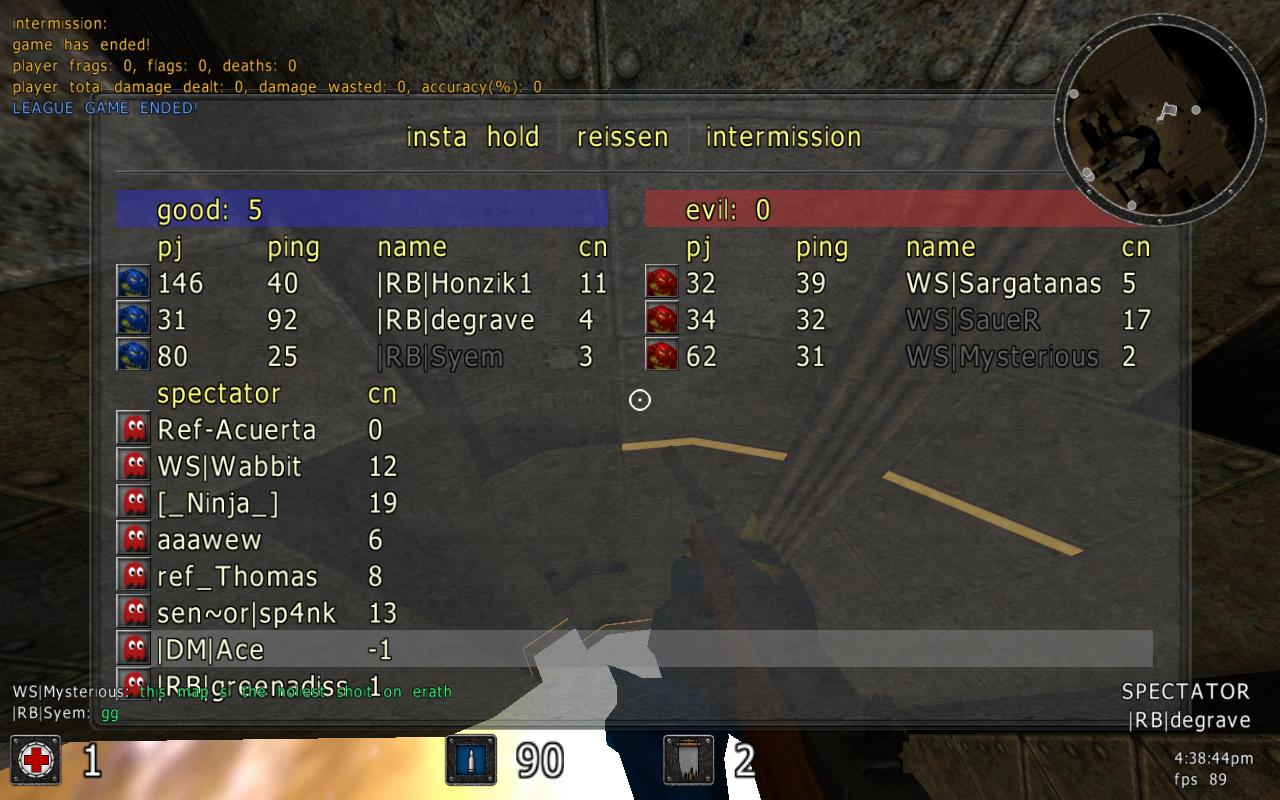 intermission:
game has ended!
player frags: 0, flags: 0, deaths: 0
player total damage dealt: 0, damage wasted: 0, accuracy(%): 0
LEAGUE GAME ENDED!
insta hold reissen intermission
good: 5 evil: 0
pj ping name cn pj ping name cn
146 40 |RB|Honzik1 11 32 39 WS|Sargatanas 5
31 92 |RB|degrave 4 34 32 WS|SaueR 17
80 25 |RB|Syem 3 62 31 WS|Mysterious 2
spectator cn
Ref-Acuerta 0
WS|Wabbit 12
[_Ninja_] 19
aaawew 6
ref_Thomas 8
sen~or|sp4nk 13
|DM|Ace -1
|RB|greenadiss 1
WS|Mysterious: this map si the holiest shoit on erath
|RB|Syem: gg
SPECTATOR
|RB|degrave
1 90 2
4:38:44pm
fps 89